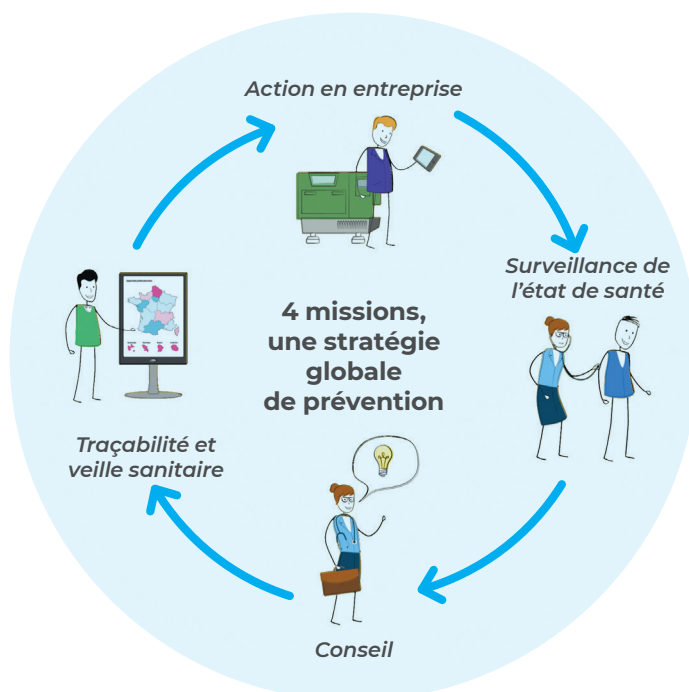 Action en entreprise
Surveillance de
l'état de santé
4 missions,
une stratégie
globale
de prévention
Traçabilité et
veille sanitaire
Conseil